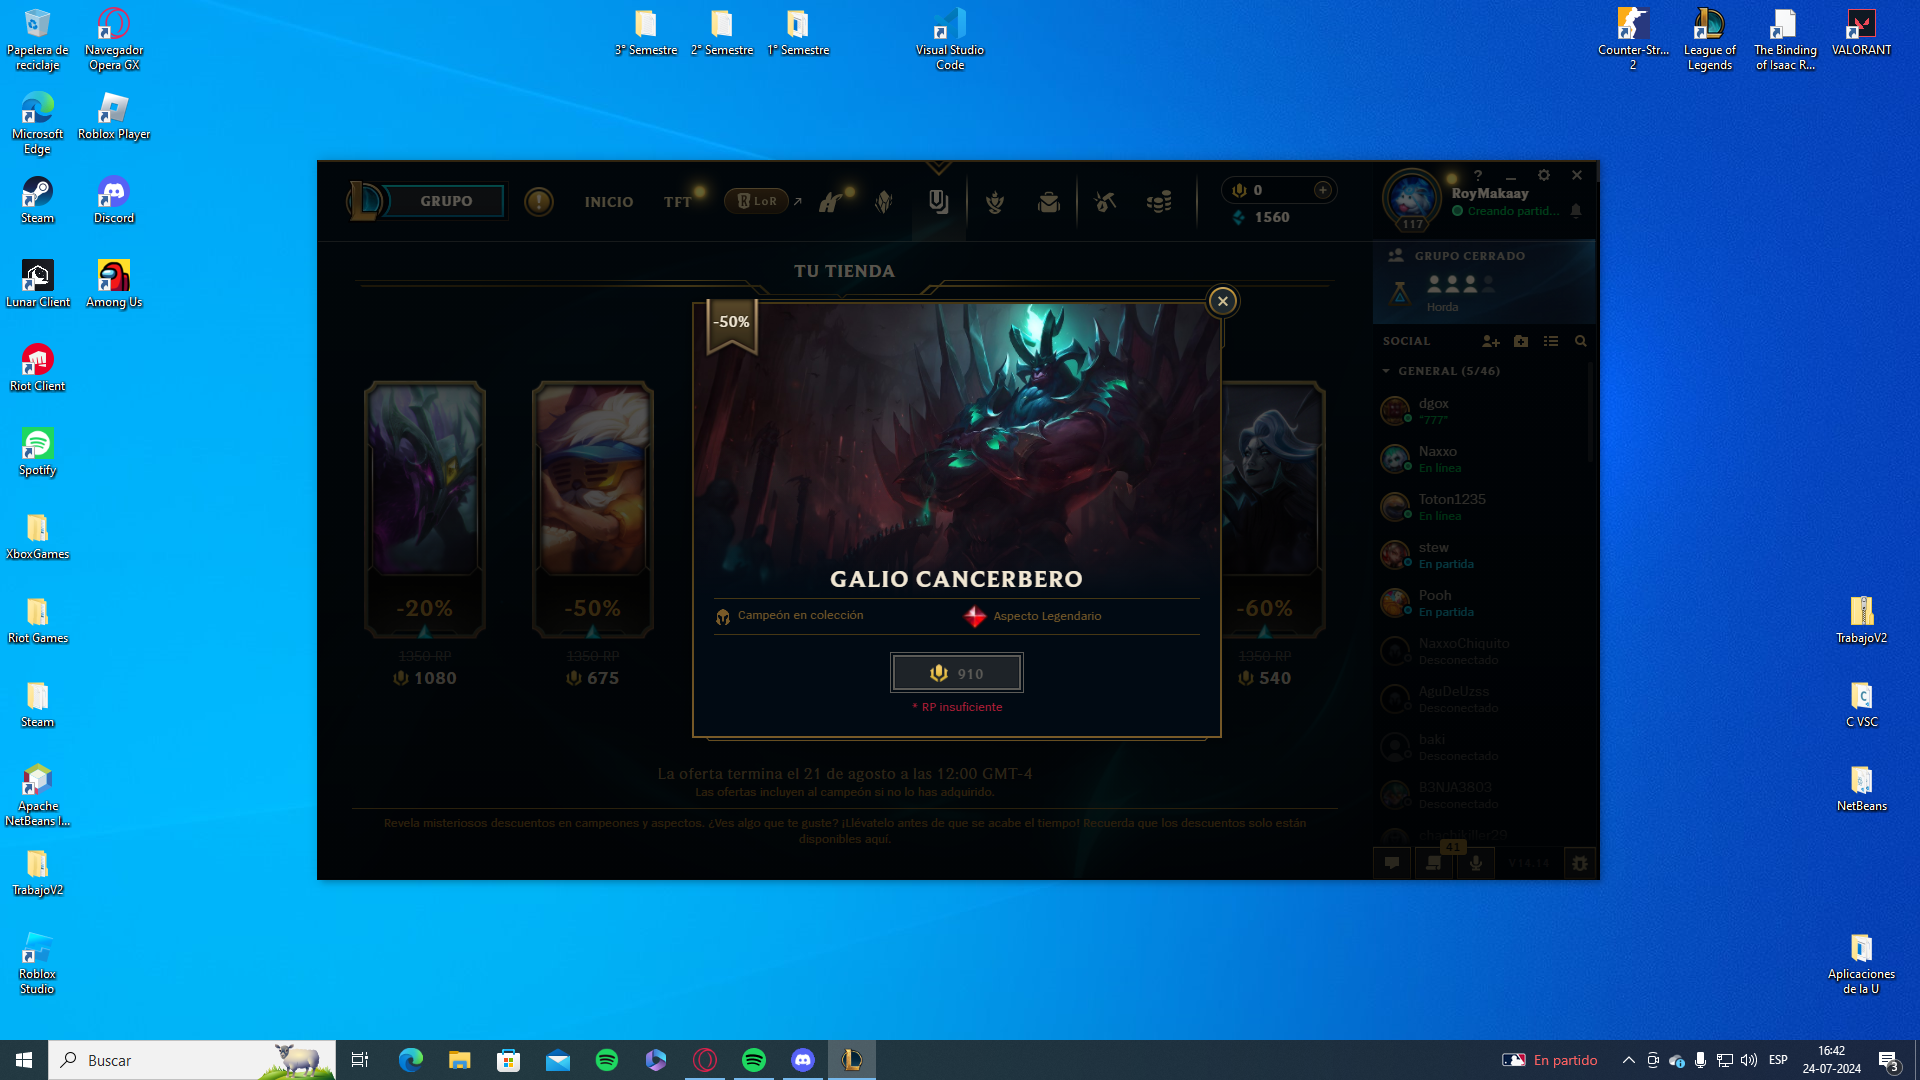 Papelera de
reciclaje
Navegador
Opera GX
3° Semestre
2° Semestre
1° Semestre
Visual Studio
Code
Counter-Str...
2
League of
Legends
The Binding
of Isaac R...
VALORANT
Microsoft
Edge
Roblox Player
Steam
Discord
Lunar Client
Among Us
Riot Client
Spotify
XboxGames
Riot Games
Steam
Apache
NetBeans I...
TrabajoV2
Roblox
Studio
TrabajoV2
C VSC
NetBeans
Aplicaciones
de la U
GRUPO
INICIO
TFT
LoR
0
1560
117
RoyMakaay
Creando partid...
TU TIENDA
GRUPO CERRADO
Horda
SOCIAL
GENERAL (5/46)
dgox
"777"
Naxxo
En línea
Toton1235
En línea
stew
En partida
Pooh
En partida
NaxxoChiquito
Desconectado
AguDeUzss
Desconectado
baki
Desconectado
B3NJA3803
Desconectado
chachikiller29
41
V14.14
-20%
1350 RP
1080
-50%
1350 RP
675
-60%
1350 RP
540
-50%
GALIO CANCERBERO
Campeón en colección
Aspecto Legendario
910
* RP insuficiente
La oferta termina el 21 de agosto a las 12:00 GMT-4
Las ofertas incluyen al campeón si no lo has adquirido.
Revela misteriosos descuentos en campeones y aspectos. ¿Ves algo que te guste? ¡Llévatelo antes de que se acabe el tiempo! Recuerda que los descuentos solo están
disponibles aquí.
Buscar
En partido
ESP
16:42
24-07-2024
3